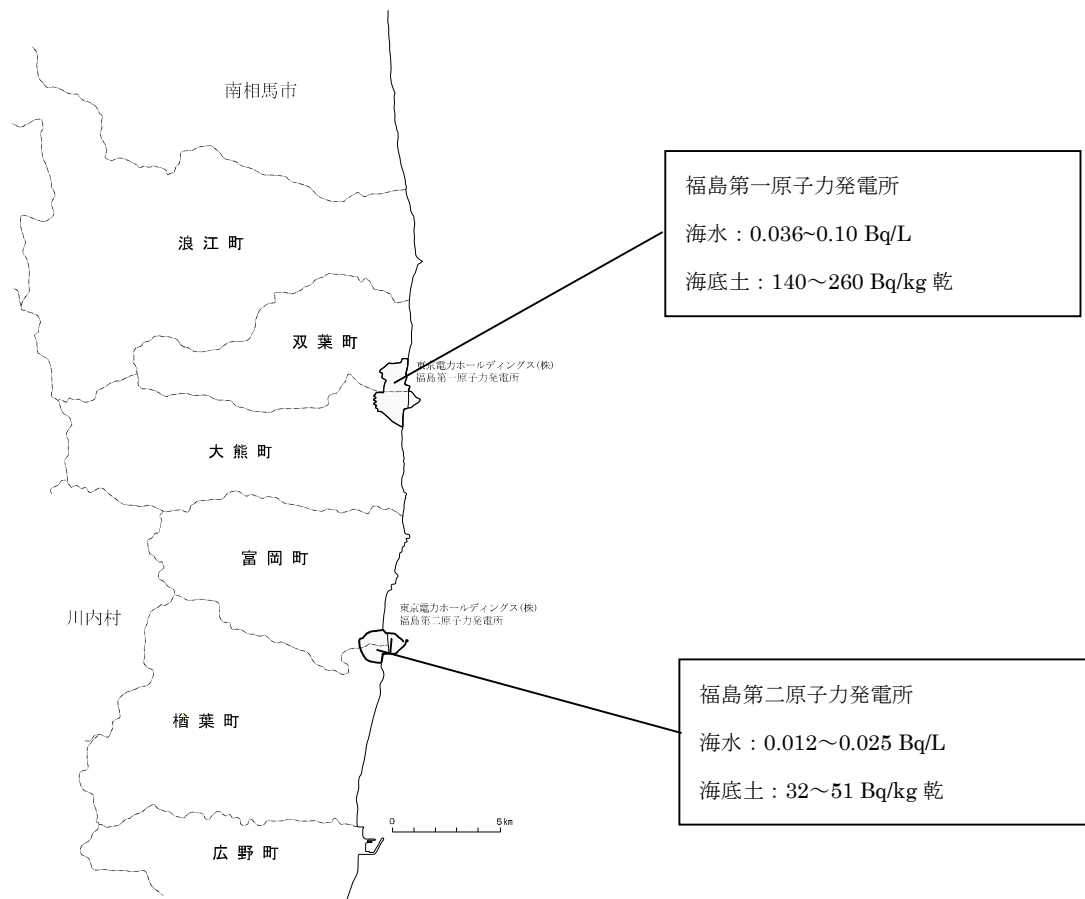 南相馬市
福島第一原子力発電所
海水：0.036~0.10 Bq/L
海底土：140～260 Bq/kg 乾
浪江町
双葉町
東京電力ホールディングス(株)
福島第一原子力発電所
大熊町
富岡町
川内村
東京電力ホールディングス(株)
福島第二原子力発電所
福島第二原子力発電所
海水：0.012～0.025 Bq/L
海底土：32～51 Bq/kg 乾
楢葉町
0 5km
広野町